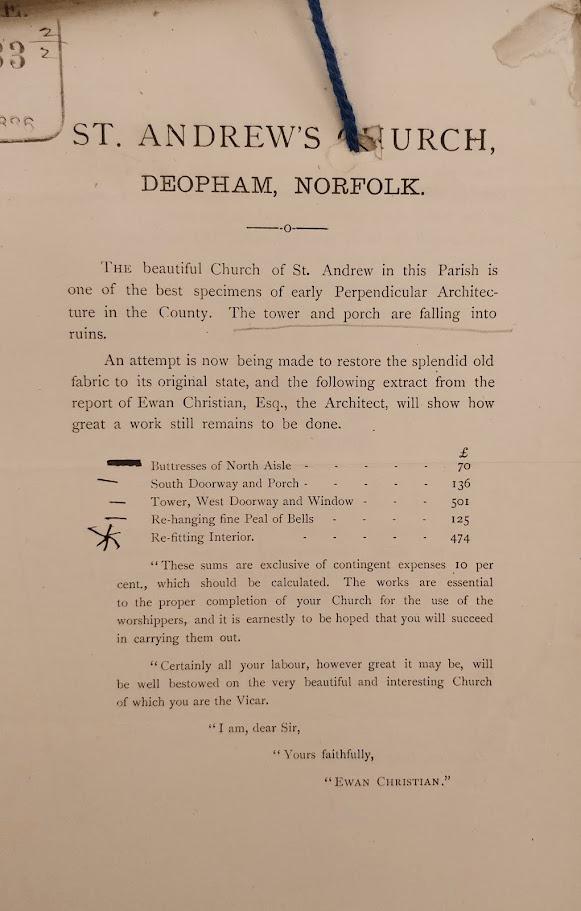 33 2/2
ST. ANDREW'S CHURCH,
DEOPHAM, NORFOLK.
THE beautiful Church of St. Andrew in this Parish is
one of the best specimens of early Perpendicular Architec-
ture in the County. The tower and porch are falling into
ruins.
An attempt is now being made to restore the splendid old
fabric to its original state, and the following extract from the
report of Ewan Christian, Esq., the Architect, will show how
great a work still remains to be done.
£
Buttresses of North Aisle - - - - - 70
South Doorway and Porch - - - - - 136
Tower, West Doorway and Window - - - 501
Re-hanging fine Peal of Bells - - - - 125
Re-fitting Interior. - - - - - 474
"These sums are exclusive of contingent expenses 10 per
cent., which should be calculated. The works are essential
to the proper completion of your Church for the use of the
worshippers, and it is earnestly to be hoped that you will succeed
in carrying them out.
"Certainly all your labour, however great it may be, will
be well bestowed on the very beautiful and interesting Church
of which you are the Vicar.
"I am, dear Sir,
"Yours faithfully,
"EWAN CHRISTIAN."